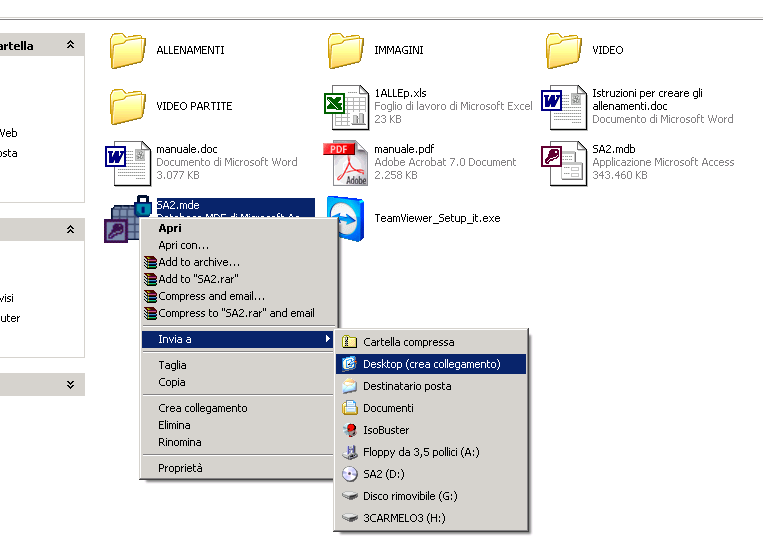 artella
Web
osta
visi
uter
ALLENAMENTI
IMMAGINI
VIDEO
VIDEO PARTITE
1ALLEp.xls
Foglio di lavoro di Microsoft Excel
23 KB
Istruzioni per creare gli
allenamenti.doc
Documento di Microsoft Word
manuale.doc
Documento di Microsoft Word
3.077 KB
PDF
Adobe
manuale.pdf
Adobe Acrobat 7.0 Document
2.258 KB
SA2.mdb
Applicazione Microsoft Access
343.460 KB
SA2.mde
Database MDE di Microsoft Ac...
TeamViewer_Setup_it.exe
Apri
Apri con...
Add to archive...
Add to "SA2.rar"
Compress and email...
Compress to "SA2.rar" and email
Invia a
Taglia
Copia
Crea collegamento
Elimina
Rinomina
Proprietà
Cartella compressa
Desktop (crea collegamento)
Destinatario posta
Documenti
IsoBuster
Floppy da 3,5 pollici (A:)
SA2 (D:)
Disco rimovibile (G:)
3CARMELO3 (H:)